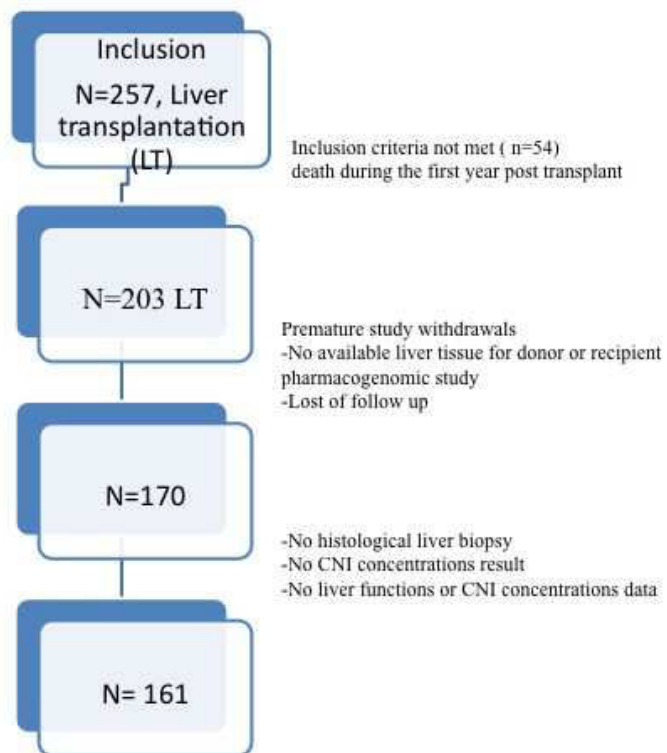 Inclusion
N=257, Liver
transplantation
(LT)
Inclusion criteria not met ( n=54)
death during the first year post transplant
N=203 LT
Premature study withdrawals
-No available liver tissue for donor or recipient
pharmacogenomic study
-Lost of follow up
N=170
-No histological liver biopsy
-No CNI concentrations result
-No liver functions or CNI concentrations data
N= 161